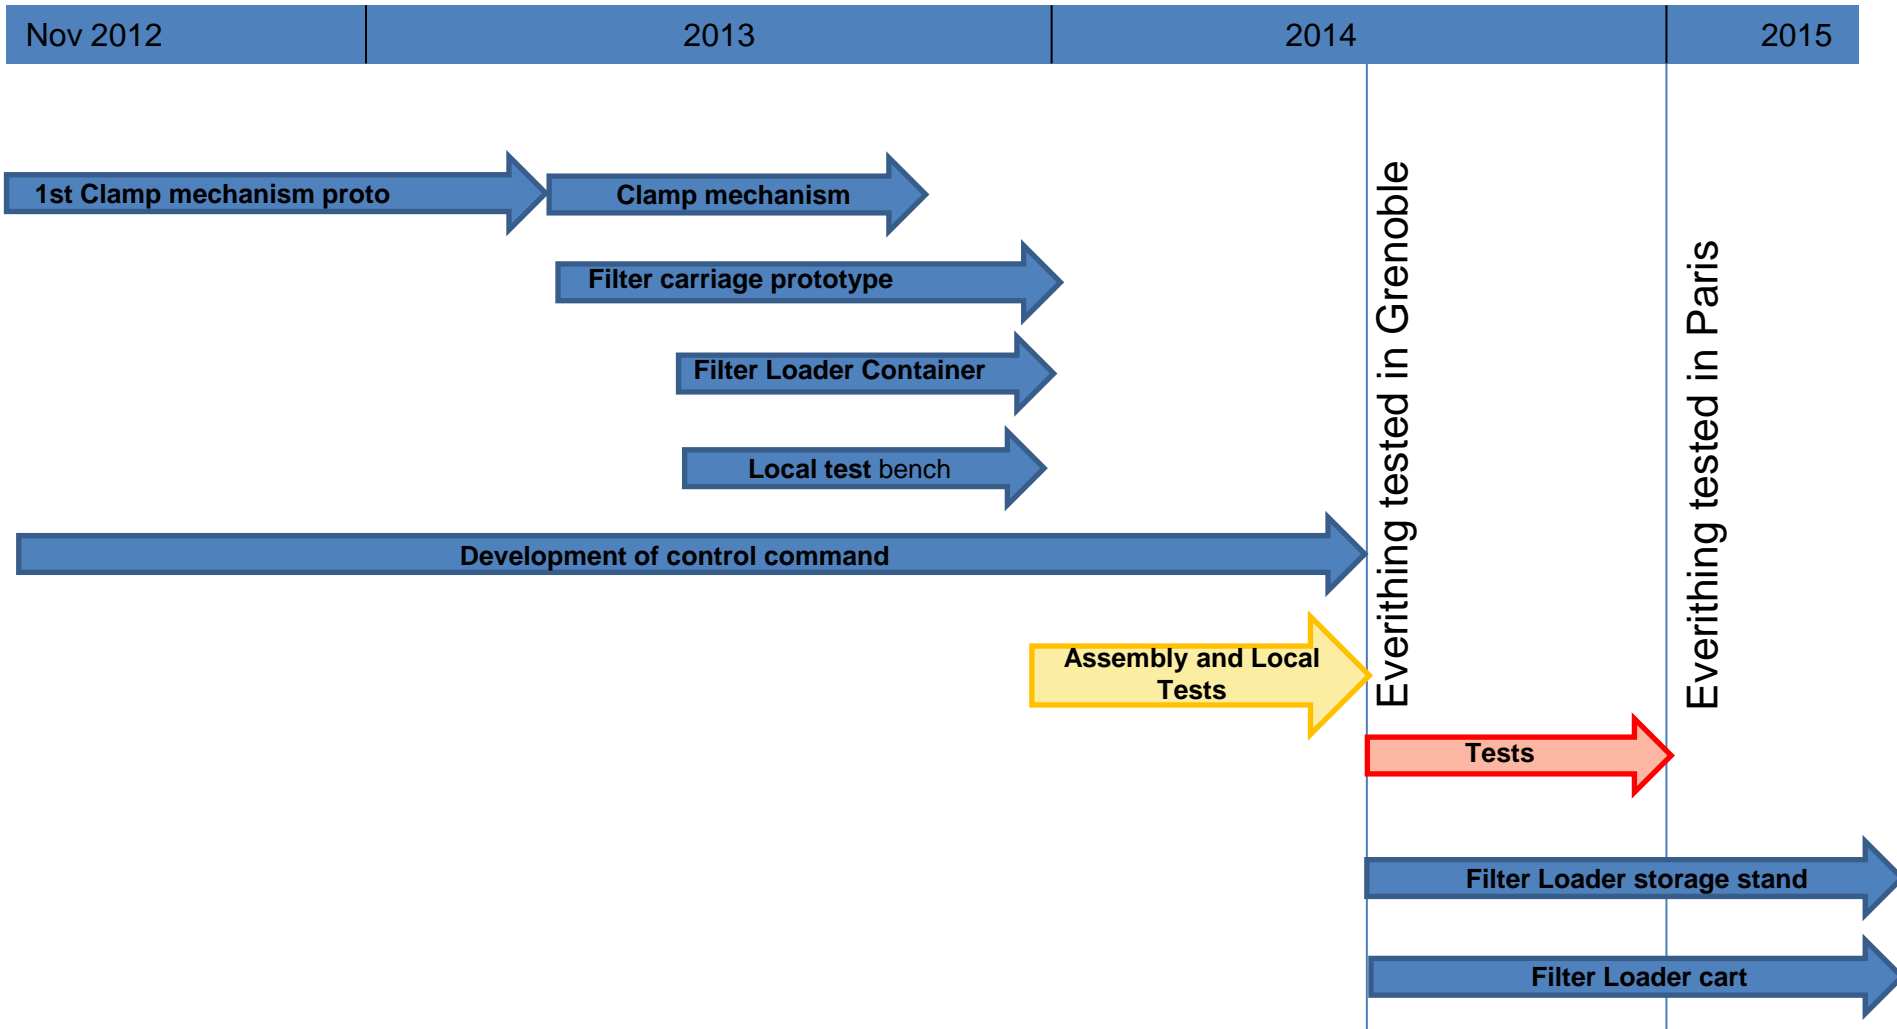 Nov 2012
2013
2014
2015
1st Clamp mechanism proto
Clamp mechanism
Filter carriage prototype
Filter Loader Container
Local test bench
Development of control command
Assembly and Local
Tests
Everithing tested in Grenoble
Everithing tested in Paris
Tests
Filter Loader storage stand
Filter Loader cart